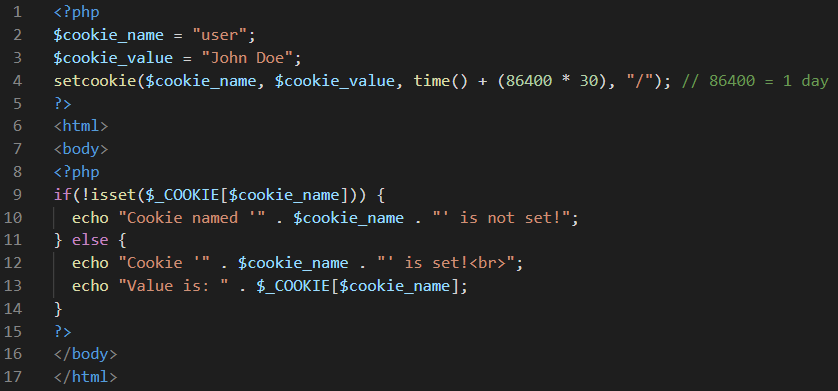 1 <?php
2 $cookie_name = "user";
3 $cookie_value = "John Doe";
4 setcookie($cookie_name, $cookie_value, time() + (86400 * 30), "/"); // 86400 = 1 day
5 ?>
6 <html>
7 <body>
8 <?php
9 if(!isset($_COOKIE[$cookie_name])) {
10   echo "Cookie named '" . $cookie_name . "' is not set!";
11 } else {
12   echo "Cookie '" . $cookie_name . "' is set!<br>";
13   echo "Value is: " . $_COOKIE[$cookie_name];
14 }
15 ?>
16 </body>
17 </html>